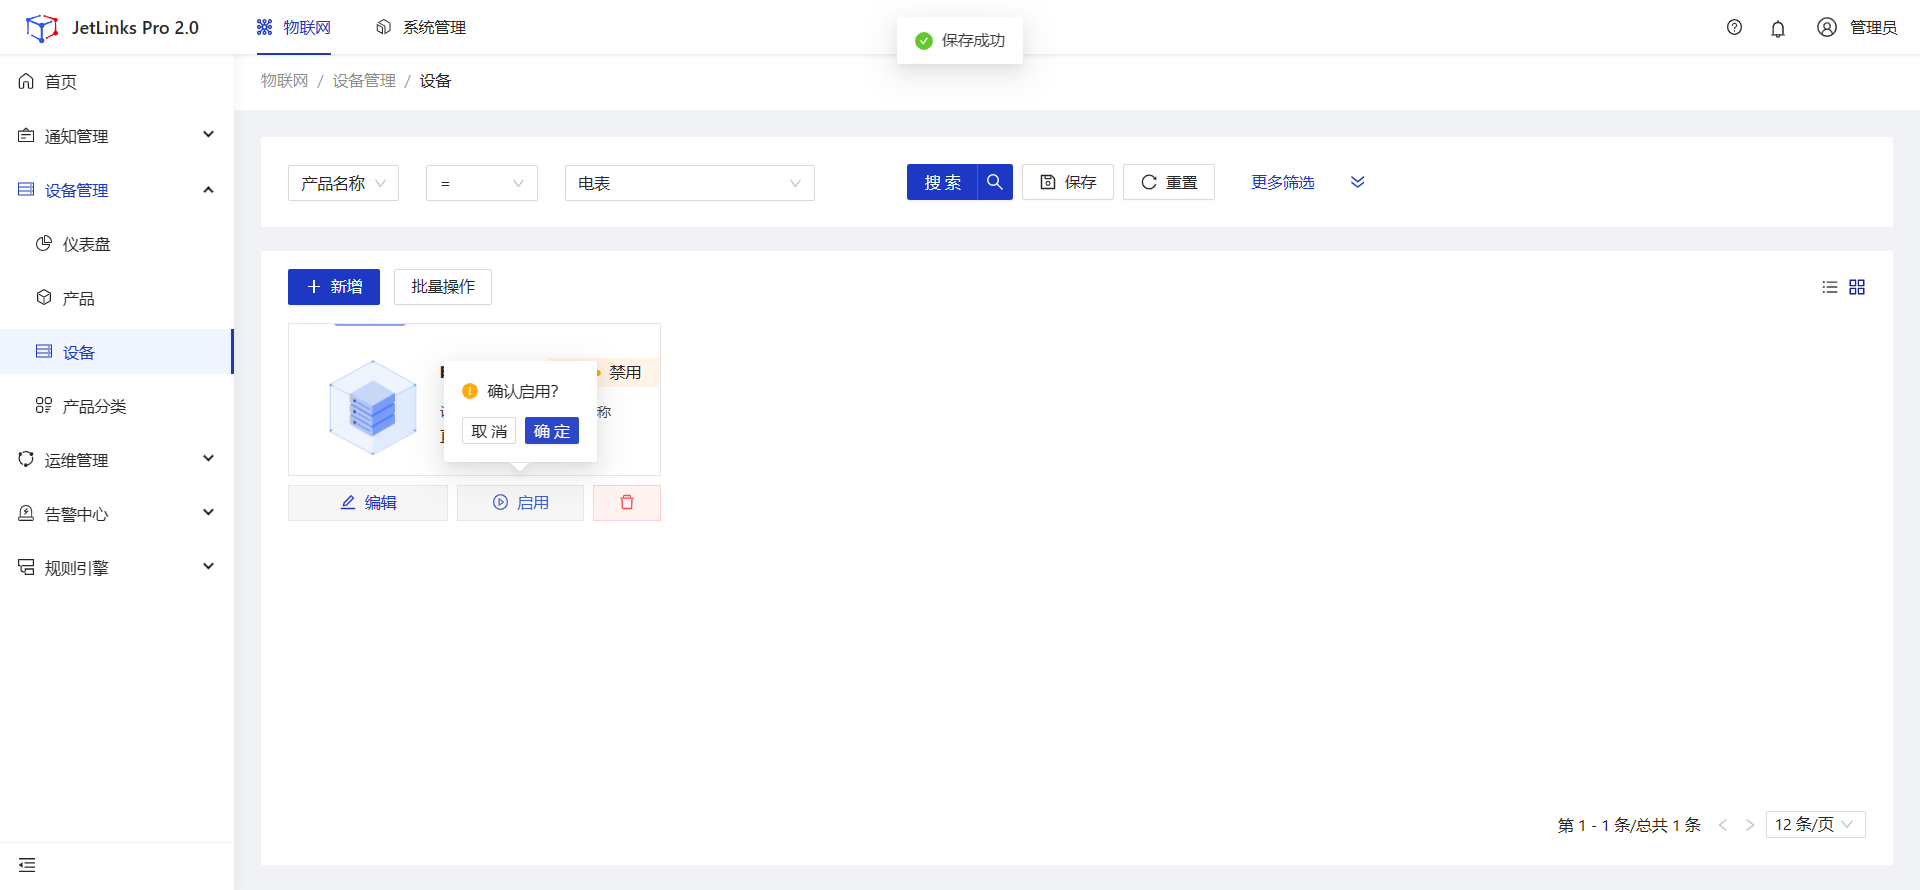 JetLinks Pro 2.0
物联网
系统管理
保存成功
管理员
首页
通知管理
设备管理
仪表盘
产品
设备
产品分类
运维管理
告警中心
规则引擎
物联网 / 设备管理 / 设备
产品名称
=
电表
搜 索
保存
重置
更多筛选
新增
批量操作
禁用
确认启用?
称
取 消
确 定
编辑
启用
第 1 - 1 条/总共 1 条
12 条/页